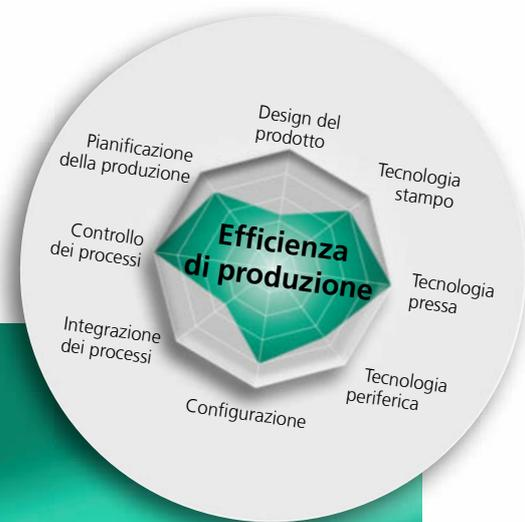 Design del
prodotto
Tecnologia
stampo
Tecnologia
pressa
Tecnologia
periferica
Configurazione
Integrazione
dei processi
Controllo
dei processi
Pianificazione
della produzione
Efficienza
di produzione